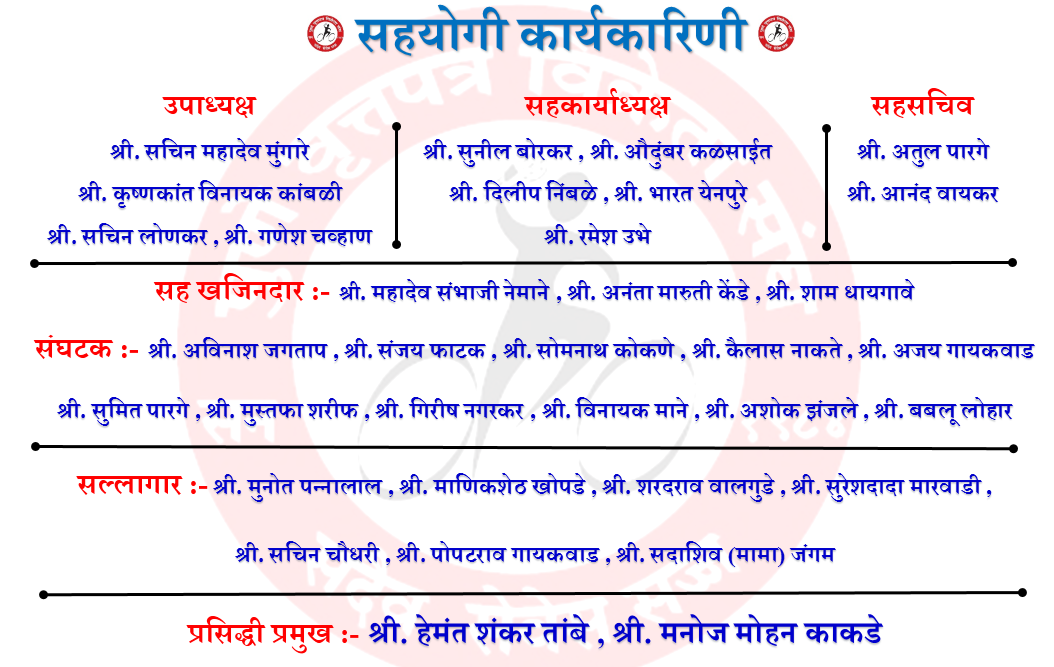 सहयोगी कार्यकारिणी
उपाध्यक्ष
श्री. सचिन महादेव मुंगारे
श्री. कृष्णकांत विनायक कांबळी
श्री. सचिन लोणकर , श्री. गणेश चव्हाण
सहकार्याध्यक्ष
श्री. सुनील बोरकर , श्री. औदुंबर कळसाईत
श्री. दिलीप निंबळे , श्री. भारत येनपुरे
श्री. रमेश उभे
सहसचिव
श्री. अतुल पारगे
श्री. आनंद वायकर
सह खजिनदार :- श्री. महादेव संभाजी नेमाने , श्री. अनंता मारुती केंडे , श्री. शाम धायगावे
संघटक :- श्री. अविनाश जगताप , श्री. संजय फाटक , श्री. सोमनाथ कोकणे , श्री. कैलास नाकते , श्री. अजय गायकवाड
श्री. सुमित पारगे , श्री. मुस्तफा शरीफ , श्री. गिरीष नगरकर , श्री. विनायक माने , श्री. अशोक झंजले , श्री. बबलू लोहार
सल्लागार :- श्री. मुनोत पन्नालाल , श्री. माणिकशेठ खोपडे , श्री. शरदराव वालगुडे , श्री. सुरेशदादा मारवाडी ,
श्री. सचिन चौधरी , श्री. पोपटराव गायकवाड , श्री. सदाशिव (मामा) जंगम
प्रसिद्धी प्रमुख :- श्री. हेमंत शंकर तांबे , श्री. मनोज मोहन काकडे